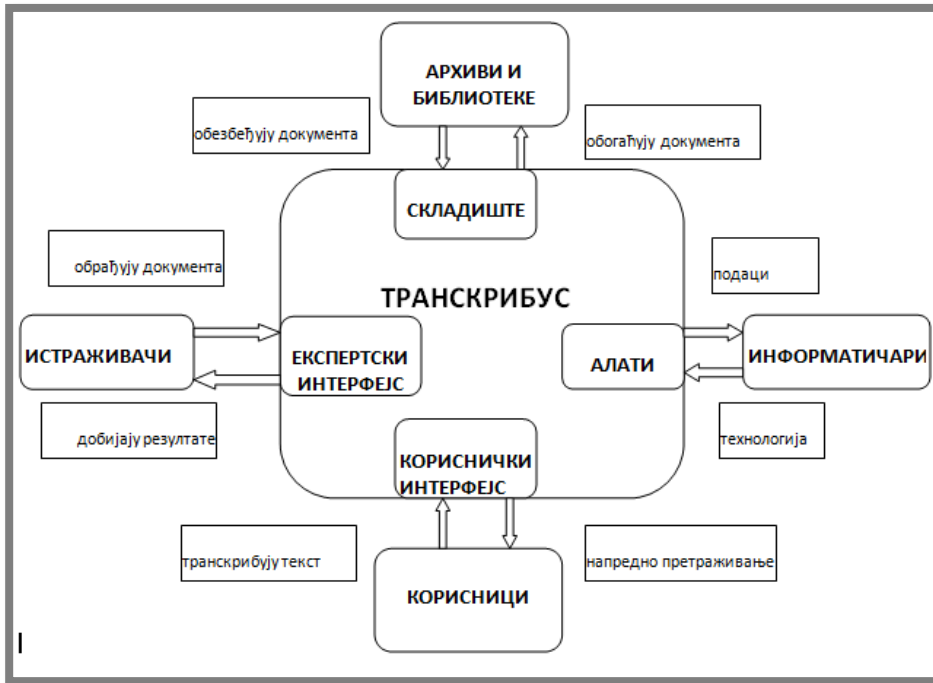 АРХИВИ И
БИБЛИОТЕКЕ
обезбеђују документа
обогаћују документа
СКЛАДИШТЕ
обрађују документа
подаци
ТРАНСКРИБУС
ИСТРАЖИВАЧИ
ЕКСПЕРТСКИ
ИНТЕРФЕЈС
АЛАТИ
ИНФОРМАТИЧАРИ
добијају резултате
технологија
КОРИСНИЧКИ
ИНТЕРФЕЈС
транскрибују текст
напредно претраживање
КОРИСНИЦИ